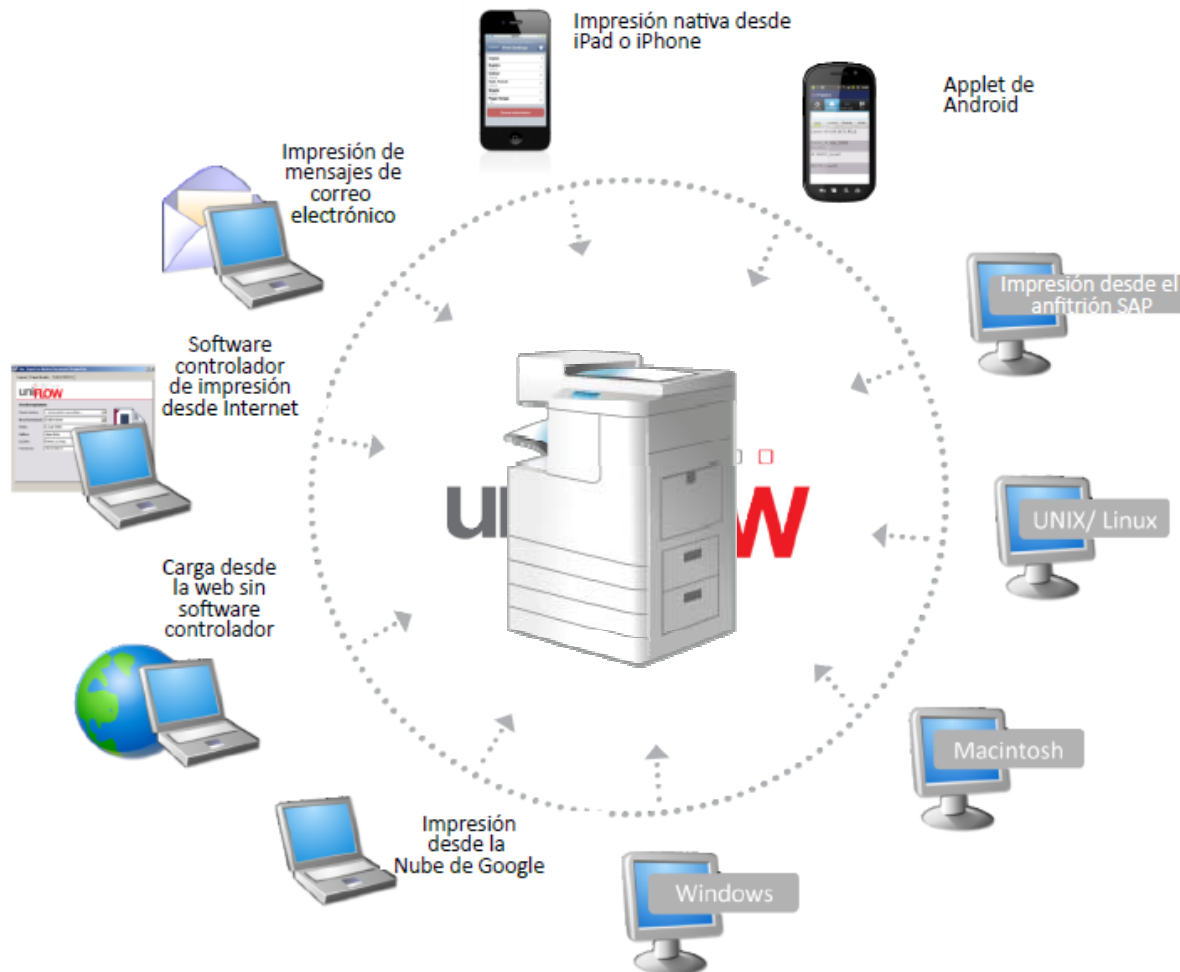 Impresión nativa desde
iPad o iPhone
Applet de
Android
Impresión de
mensajes de
correo
electrónico
Impresión desde el
anfitrión SAP
Software
controlador
de impresión
desde Internet
uniFLOW
UNIX/ Linux
Carga desde
la web sin
software
controlador
Macintosh
Impresión
desde la
Nube de Google
Windows